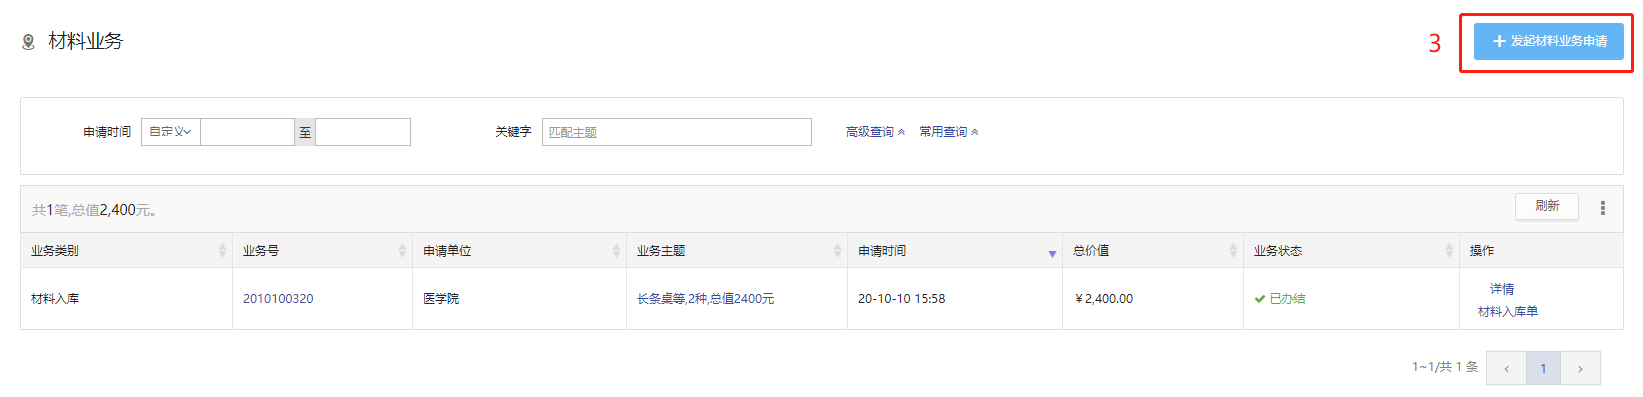 材料业务
3
发起材料业务申请
申请时间 自定义 至 关键字 匹配主题 高级查询 常用查询
共1笔,总值2,400元。 刷新
业务类别 业务号 申请单位 业务主题 申请时间 总价值 业务状态 操作
材料入库 2010100320 医学院 长条桌等,2种,总值2400元 20-10-10 15:58 ￥2,400.00 已办结 详情
材料入库单
1~1/共 1 条 ‹ 1 ›